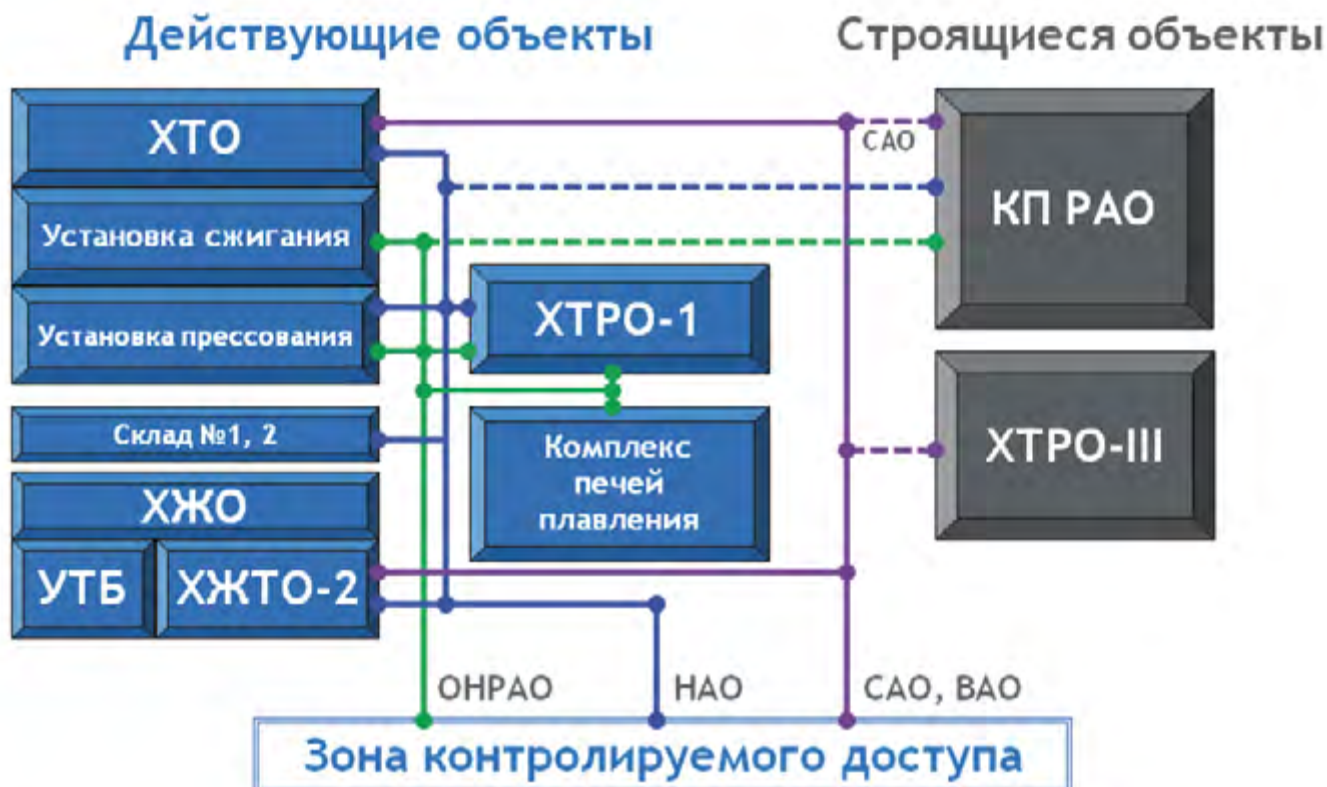 Действующие объекты
Строящиеся объекты
ХТО
САО
КП РАО
Установка сжигания
ХТРО-1
Установка прессования
Склад №1, 2
Комплекс
печей
плавления
ХТРО-III
ХЖО
УТБ
ХЖТО-2
ОНРАО
НАО
САО, ВАО
Зона контролируемого доступа